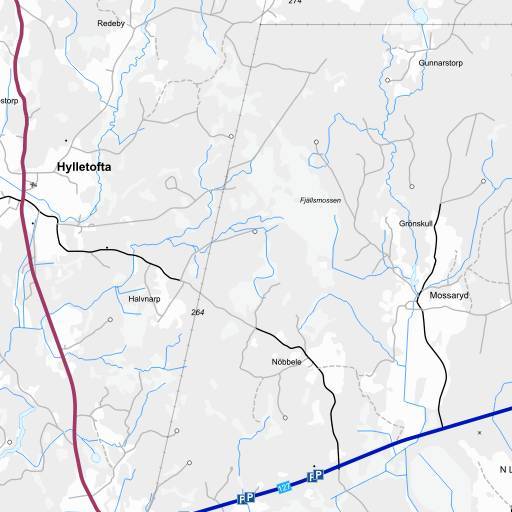 274
Redeby
Gunnarstorp
storp
Hylletofta
Fjällsmossen
Grönskull
Halvnarp
Mossaryd
264
Nöbbele
N L
127
P
P